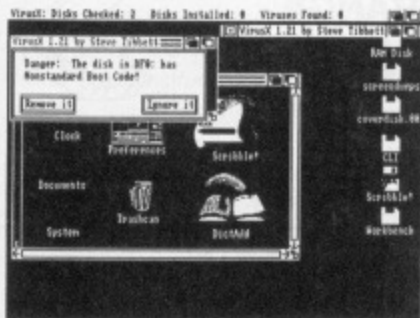 VirusX: Disks Checked: 2 Disks Installed: 0 Viruses Found: 0
VirusX 1.21 by Steve Tibbett
VirusX 1.21 by Steve Tibbett
Danger: The disk in DF0: has
Nonstandard Boot Code!
Remove it
Ignore it
RAM Disk
screendumps
coverdisk.00
CLI
Scribble!
Workbench
Clock
Preferences
Scribble!
Documents
Trashcan
System
DictAdd